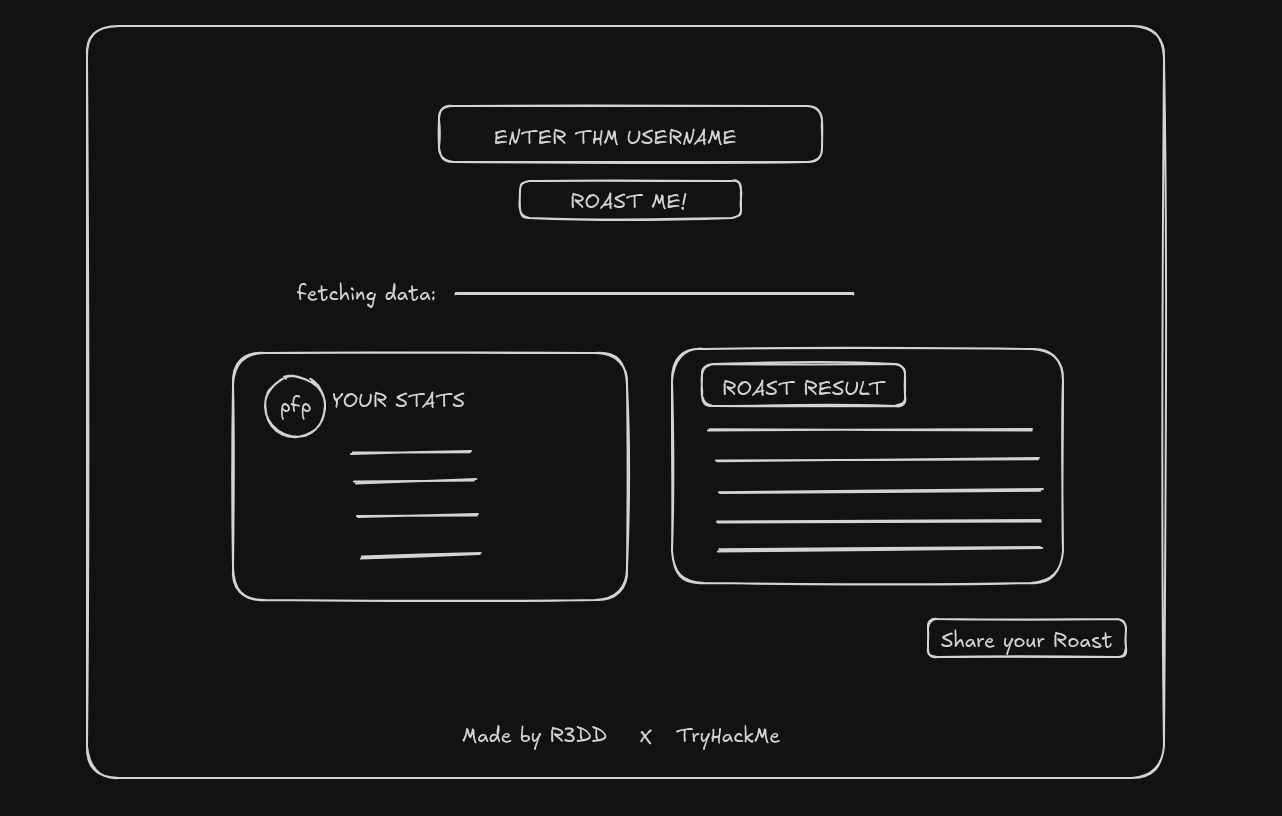 ENTER THM USERNAME
ROAST ME!
fetching data:
pfp YOUR STATS
ROAST RESULT
Share your Roast
Made by R3DD x TryHackMe